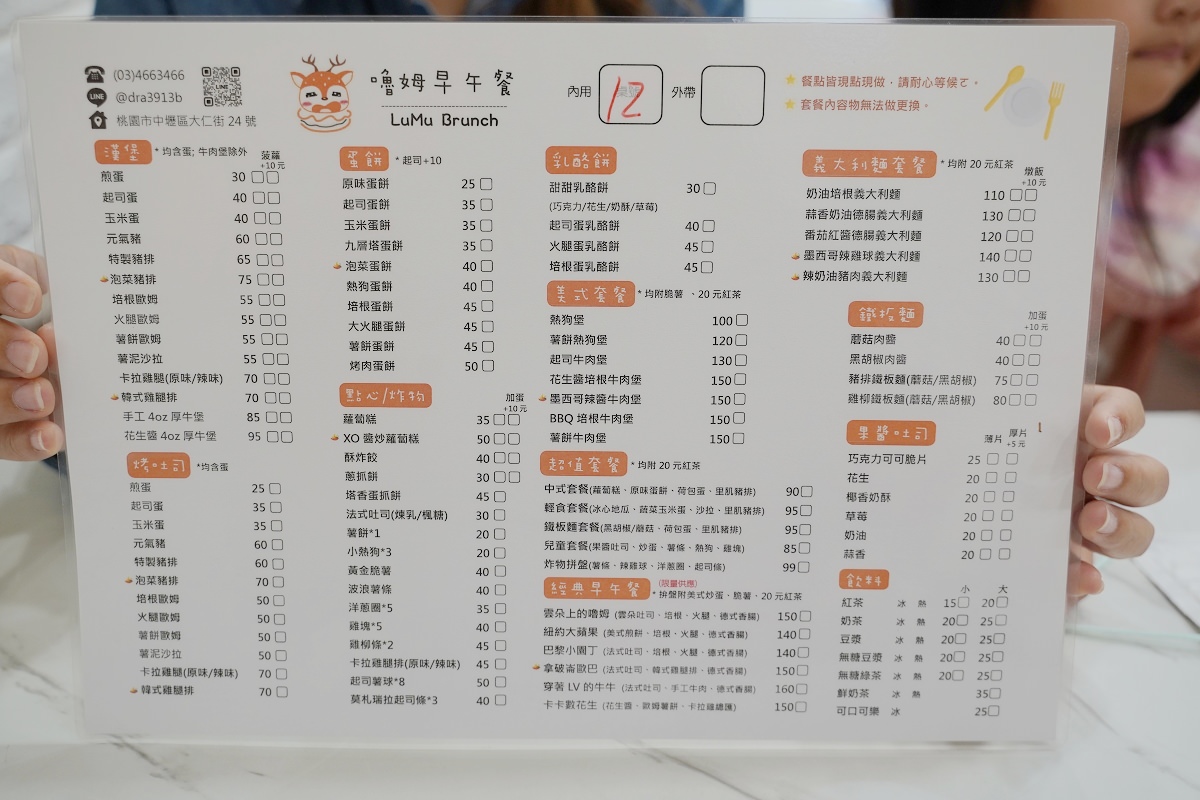 (03)4663466
LINE @dra3913b
桃園市中壢區大仁街 24 號
LINE
嚕姆早午餐
LuMu Brunch
內用 12 外帶
餐點皆現點現做，請耐心等候ㄛ。
套餐內容物無法做更換。
漢堡 * 均含蛋; 牛肉堡除外 菠蘿 +10 元
煎蛋 30
起司蛋 40
玉米蛋 40
元氣豬 60
特製豬排 65
泡菜豬排 75
培根歐姆 55
火腿歐姆 55
薯餅歐姆 55
薯泥沙拉 55
卡拉雞腿(原味/辣味) 70
韓式雞腿排 70
手工 4oz 厚牛堡 85
花生醬 4oz 厚牛堡 95
烤吐司 *均含蛋
煎蛋 25
起司蛋 35
玉米蛋 35
元氣豬 60
特製豬排 60
泡菜豬排 70
培根歐姆 50
火腿歐姆 50
薯餅歐姆 50
薯泥沙拉 50
卡拉雞腿(原味/辣味) 70
韓式雞腿排 70
蛋餅 * 起司+10
原味蛋餅 25
起司蛋餅 35
玉米蛋餅 35
九層塔蛋餅 35
泡菜蛋餅 40
熱狗蛋餅 40
培根蛋餅 45
大火腿蛋餅 45
薯餅蛋餅 45
烤肉蛋餅 50
點心/炸物 加蛋 +10元
蘿蔔糕 35
XO 醬炒蘿蔔糕 50
酥炸餃 40
蔥抓餅 30
塔香蛋抓餅 45
法式吐司(煉乳/楓糖) 30
薯餅*1 20
小熱狗*3 20
黃金脆薯 40
波浪薯條 40
洋蔥圈*5 35
雞塊*5 40
雞柳條*2 45
卡拉雞腿排(原味/辣味) 45
起司薯球*8 50
莫札瑞拉起司條*3 40
乳酪餅
甜甜乳酪餅 30
(巧克力/花生/奶酥/草莓)
起司蛋乳酪餅 40
火腿蛋乳酪餅 45
培根蛋乳酪餅 45
美式套餐 * 均附脆薯 、20 元紅茶
熱狗堡 100
薯餅熱狗堡 120
起司牛肉堡 130
花生醬培根牛肉堡 150
墨西哥辣醬牛肉堡 150
BBQ 培根牛肉堡 150
薯餅牛肉堡 150
超值套餐 * 均附 20 元紅茶
中式套餐(蘿蔔糕、原味蛋餅、荷包蛋、里肌豬排) 90
輕食套餐(冰心地瓜、蔬菜玉米蛋、沙拉、里肌豬排) 95
鐵板麵套餐(黑胡椒/蘑菇、荷包蛋、里肌豬排) 95
兒童套餐(果醬吐司、炒蛋、薯條、熱狗、雞塊) 85
炸物拼盤(薯條、辣雞球、洋蔥圈、起司條) 99
經典早午餐 (限量供應) * 拚盤附美式炒蛋、脆薯、20 元紅茶
雲朵上的嚕姆 (雲朵吐司、培根、火腿、德式香腸) 150
紐約大蘋果 (美式煎餅、培根、火腿、德式香腸) 140
巴黎小園丁 (法式吐司、培根、火腿、德式香腸) 140
拿破崙歐巴 (法式吐司、韓式雞腿排、德式香腸) 150
穿著 LV 的牛牛 (法式吐司、手工牛肉、德式香腸) 160
卡卡數花生 (花生醬、歐姆薯餅、卡拉雞總匯) 150
義大利麵套餐 * 均附 20 元紅茶 燉飯 +10 元
奶油培根義大利麵 110
蒜香奶油德腸義大利麵 130
番茄紅醬德腸義大利麵 120
墨西哥辣雞球義大利麵 140
辣奶油豬肉義大利麵 130
鐵板麵 加蛋 +10元
蘑菇肉醬 40
黑胡椒肉醬 40
豬排鐵板麵(蘑菇/黑胡椒) 75
雞柳鐵板麵(蘑菇/黑胡椒) 80
果醬吐司 薄片 厚片 +5 元
巧克力可可脆片 25
花生 20
椰香奶酥 20
草莓 20
奶油 20
蒜香 20
飲料 小 大
紅茶 冰 熱 15 20
奶茶 冰 熱 20 25
豆漿 冰 熱 20 25
無糖豆漿 冰 熱 20 25
無糖綠茶 冰 熱 20 25
鮮奶茶 冰 熱 35
可口可樂 冰 25